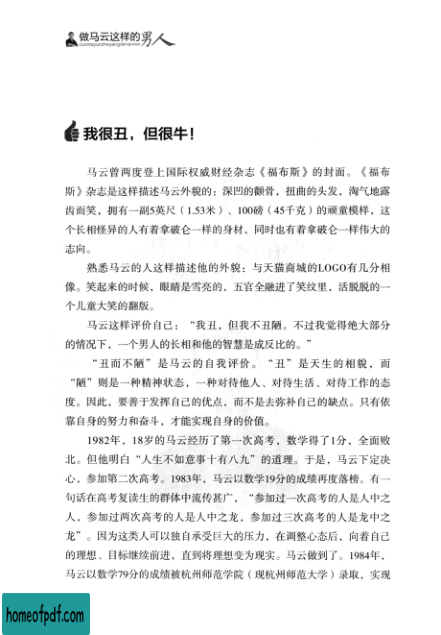 做马云这样的男人
我很丑，但很牛！
马云曾两度登上国际权威财经杂志《福布斯》的封面。《福布
斯》杂志是这样描述马云外貌的：深凹的颧骨，扭曲的头发，淘气地露
齿而笑，拥有一副5英尺（1.53米）、100磅（45千克）的顽童模样，这
个长相怪异的人有着拿破仑一样的身材，同时也有着拿破仑一样伟大的
志向。
熟悉马云的人这样描述他的外貌：与天猫商城的LOGO有几分相
像。笑起来的时候，眼睛是雪亮的，五官全融进了笑纹里，活脱脱的一
个儿童大笑的翻版。
马云这样评价自己：“我丑，但我不丑陋。不过我觉得绝大部分
的情况下，一个男人的长相和他的智慧是成反比的。”
“丑而不陋”是马云的自我评价。“丑”是天生的相貌，而
“陋”则是一种精神状态，一种对待他人、对待生活、对待工作的态
度。因此，要善于发挥自己的优点，而不是去弥补自己的缺点。只有依
靠自身的努力和奋斗，才能实现自身的价值。
1982年，18岁的马云经历了第一次高考，数学得了1分，全面败
北。但他明白“人生不如意事十有八九”的道理。于是，马云下定决
心，参加第二次高考。1983年，马云以数学19分的成绩再度落榜。有一
句话在高考复读生的群体中流传甚广，“参加过一次高考的人是人中之
人，参加过两次高考的人是人中之龙，参加过三次高考的人是龙中之
龙”。因为这类人可以独自承受巨大的压力，在调整心态后，向着自己
的理想、目标继续前进，直到将理想变为现实。马云做到了。1984年，
马云以数学79分的成绩被杭州师范学院（现杭州师范大学）录取，实现
homeofpdf.com